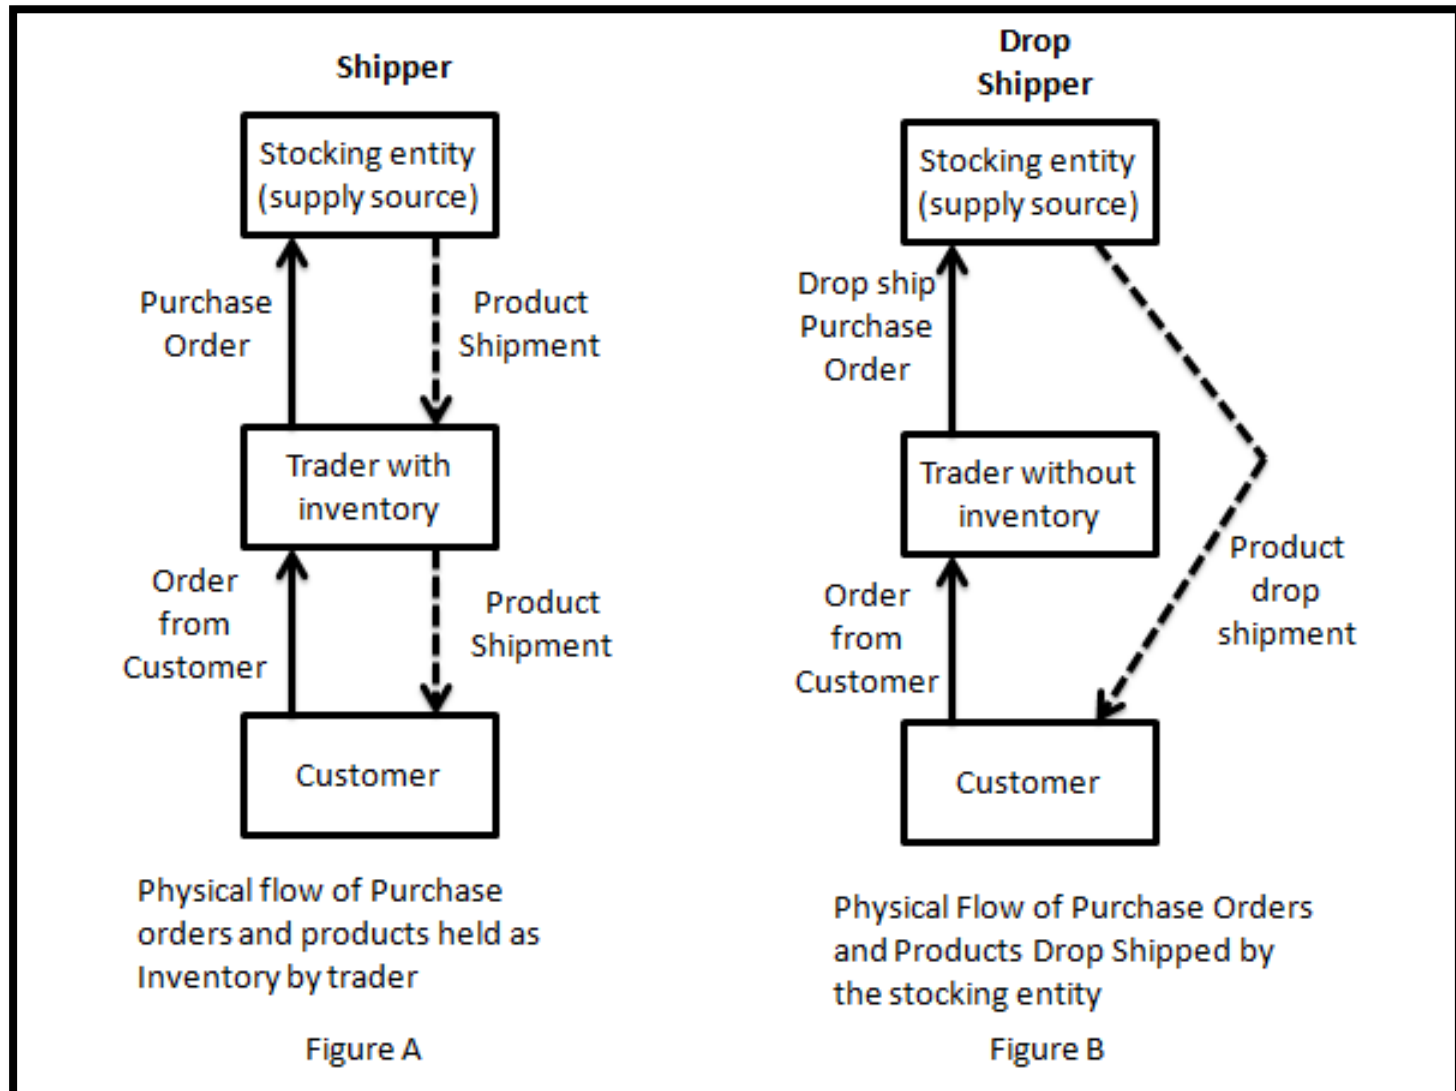 Shipper
Stocking entity
(supply source)
Purchase
Order
Product
Shipment
Trader with
inventory
Order
from
Customer
Product
Shipment
Customer
Physical flow of Purchase
orders and products held as
Inventory by trader
Figure A
Drop
Shipper
Stocking entity
(supply source)
Drop ship
Purchase
Order
Trader without
inventory
Order
from
Customer
Product
drop
shipment
Customer
Physical Flow of Purchase Orders
and Products Drop Shipped by
the stocking entity
Figure B